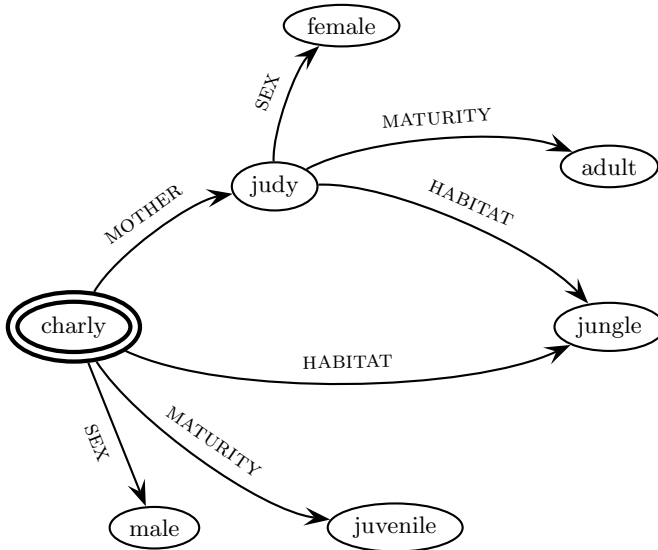 female
SEX
MATURITY
adult
judy
HABITAT
MOTHER
charly
jungle
HABITAT
MATURITY
SEX
male
juvenile